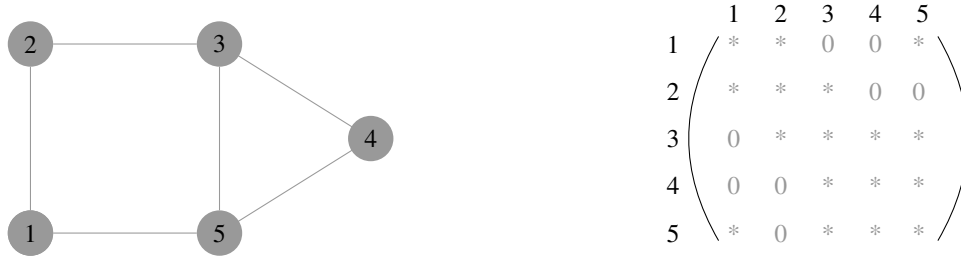 2 3
4
1 5
1 2 3 4 5
1 * * 0 0 *
2 * * * 0 0
3 0 * * * *
4 0 0 * * *
5 * 0 * * *